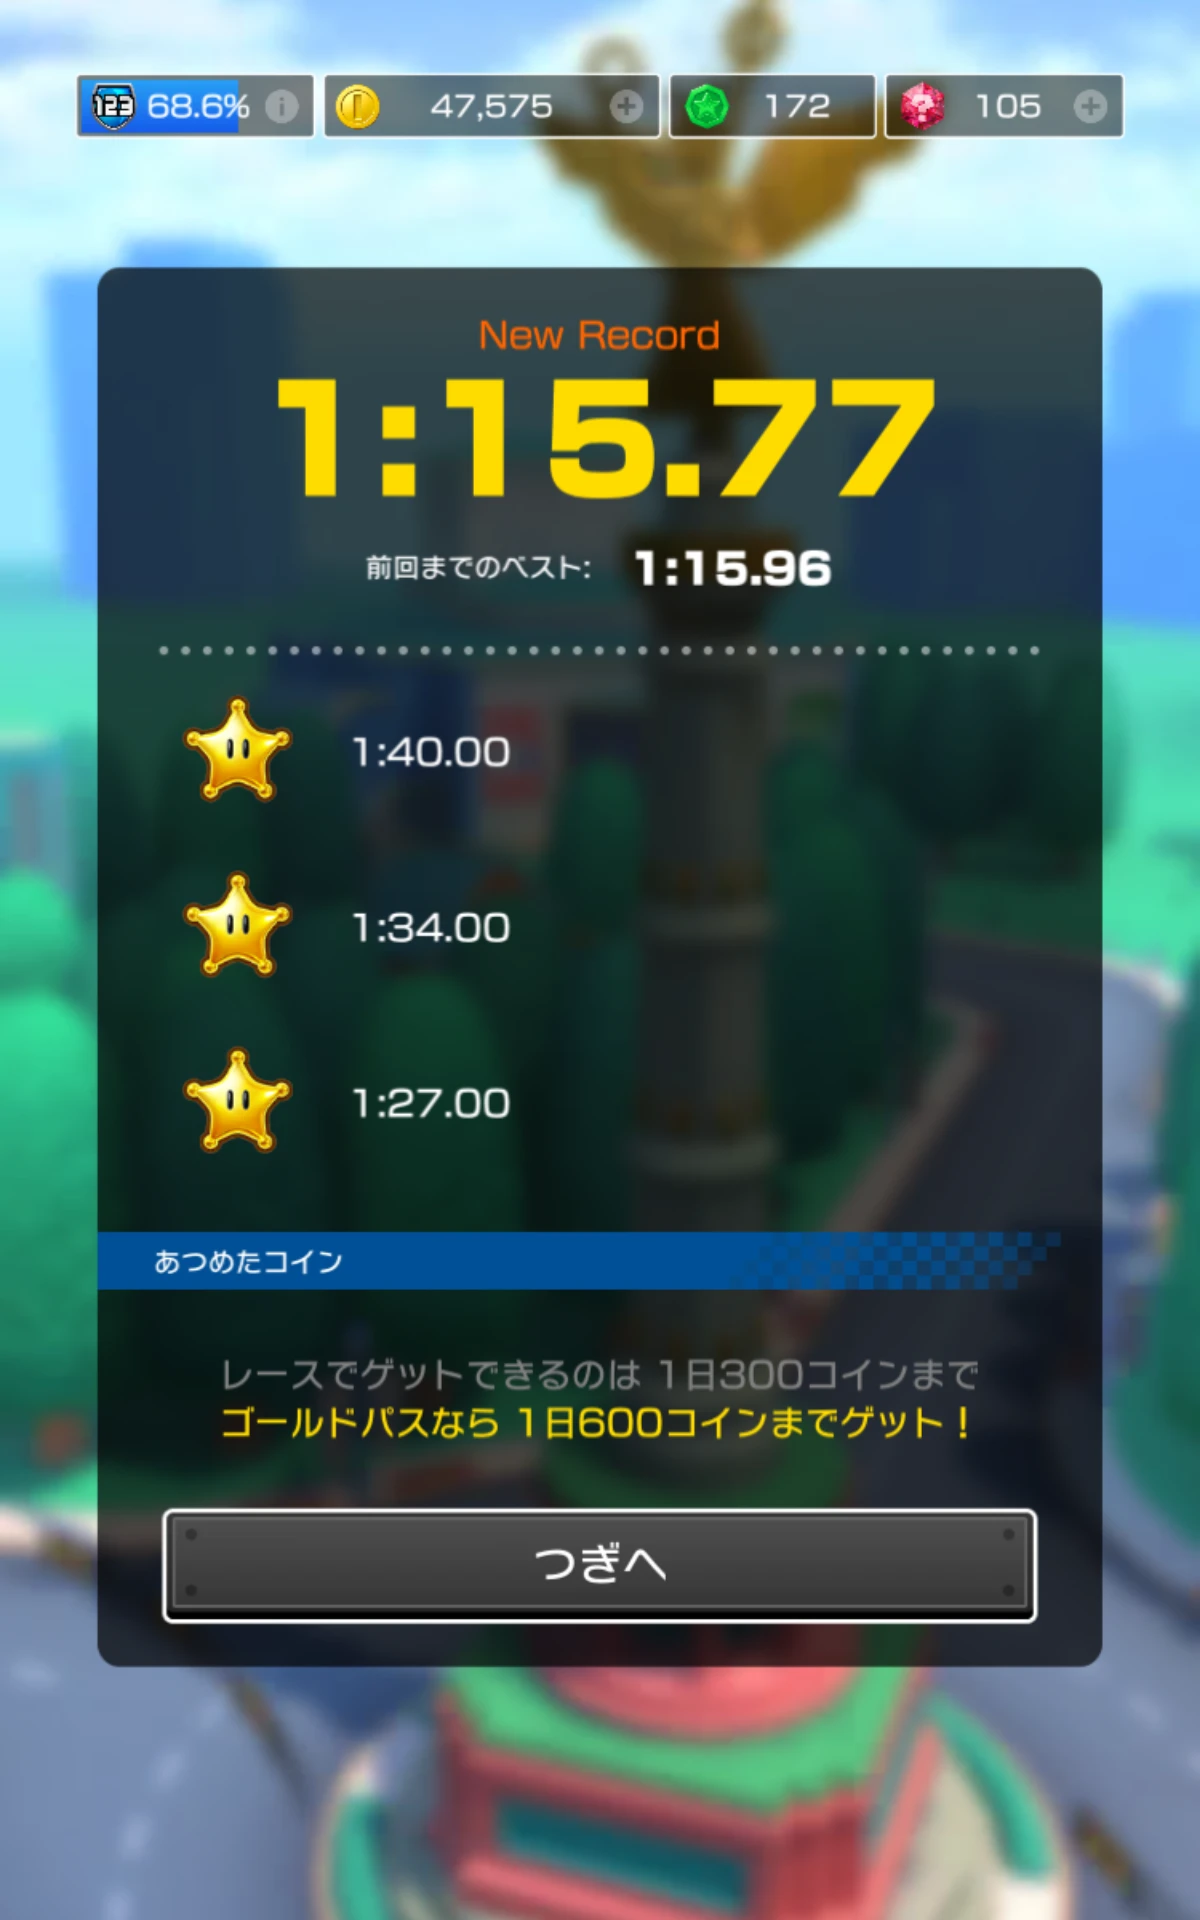 123 68.6% i 47,575 + 172 105 +
New Record
1:15.77
前回までのベスト: 1:15.96
1:40.00
1:34.00
1:27.00
あつめたコイン
レースでゲットできるのは 1日300コインまで
ゴールドパスなら 1日600コインまでゲット!
つぎへ